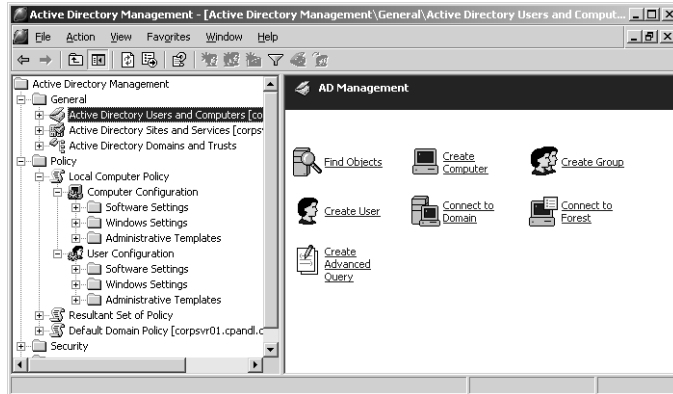 Active Directory Management - [Active Directory Management\General\Active Directory Users and Comput...
File Action View Favorites Window Help
Active Directory Management
General
Active Directory Users and Computers [co
Active Directory Sites and Services [corps
Active Directory Domains and Trusts
Policy
Local Computer Policy
Computer Configuration
Software Settings
Windows Settings
Administrative Templates
User Configuration
Software Settings
Windows Settings
Administrative Templates
Resultant Set of Policy
Default Domain Policy [corpsvr01.cpandl.c
Security
AD Management
Find Objects
Create
Computer
Create Group
Create User
Connect to
Domain
Connect to
Forest
Create
Advanced
Query